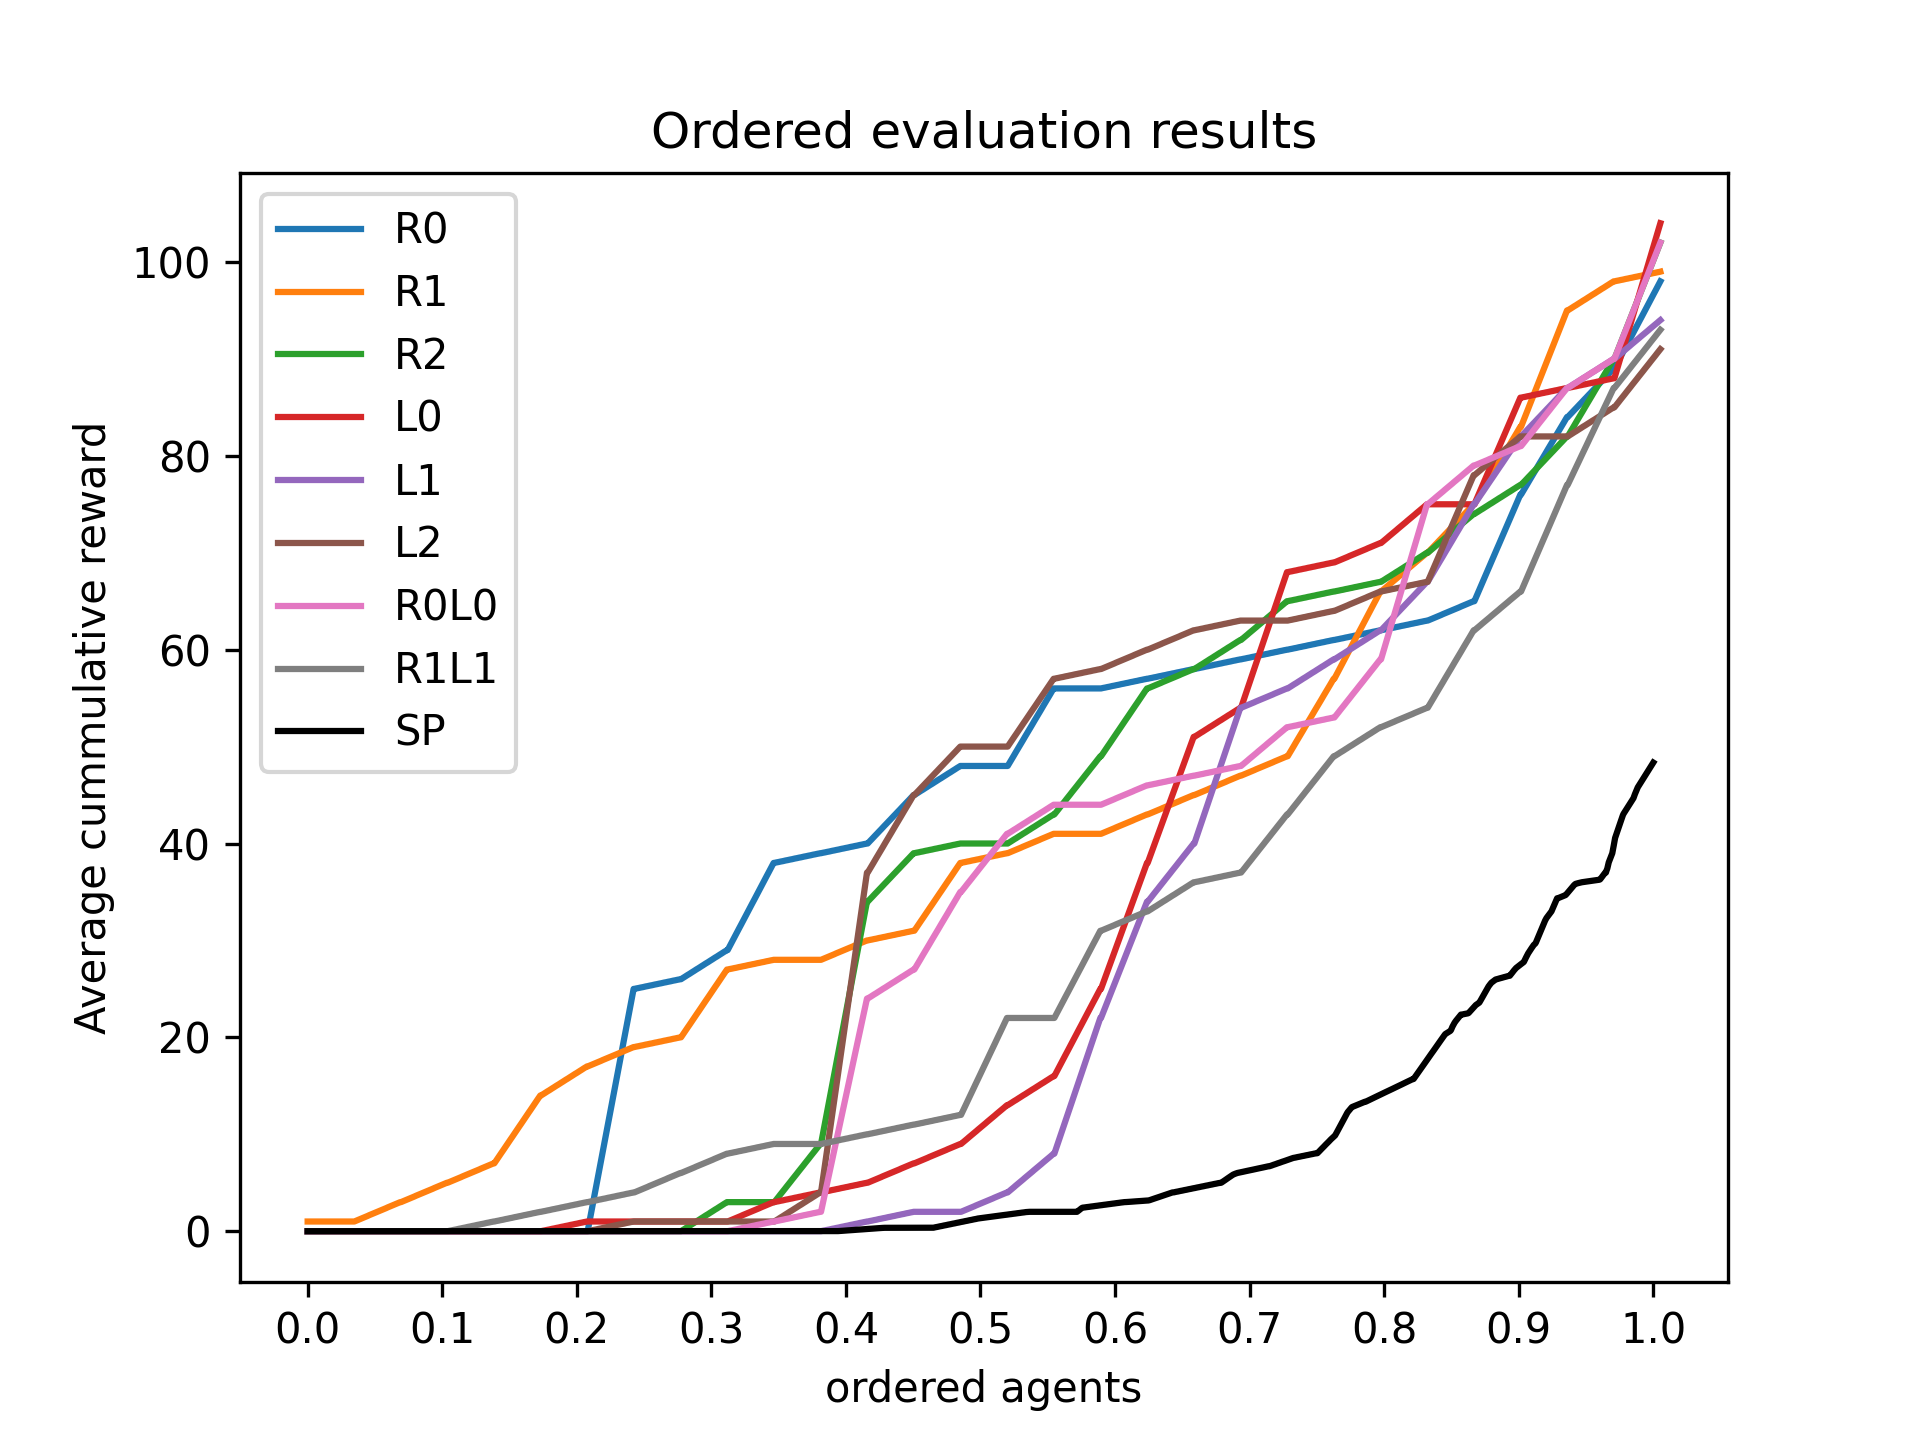 Ordered evaluation results
R0
R1
R2
L0
L1
L2
R0L0
R1L1
SP
Average cummulative reward
100
80
60
40
20
0
0.0 0.1 0.2 0.3 0.4 0.5 0.6 0.7 0.8 0.9 1.0
ordered agents